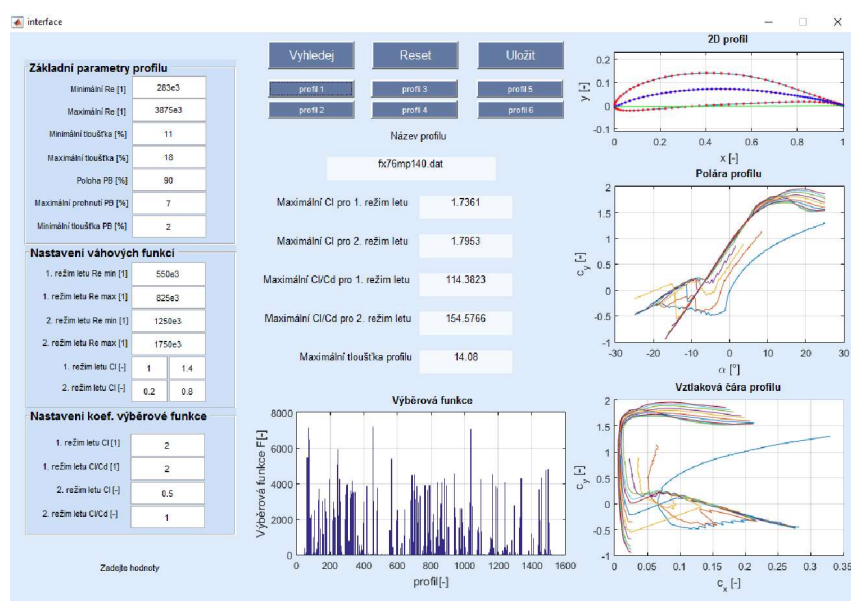 interface
Vyhledej
Reset
Uložit
profil 1
profil 3
profil 5
profil 2
profil 4
profil 6
Základní parametry profilu
Minimální Re [1] 283e3
Maximální Re [1] 3875e3
Minimální tloušťka [%] 11
Maximální tloušťka [%] 18
Poloha PB [%] 90
Maximální prohnutí PB [%] 7
Minimální tloušťka PB [%] 2
Nastavení váhových funkcí
1. režim letu Re min [1] 550e3
1. režim letu Re max [1] 825e3
2. režim letu Re min [1] 1250e3
2. režim letu Re max [1] 1750e3
1. režim letu Cl [-] 1 1.4
2. režim letu Cl [-] 0.2 0.8
Nastavení koef. výběrové funkce
1. režim letu Cl [1] 2
1. režim letu Cl/Cd [1] 2
2. režim letu Cl [-] 0.5
2. režim letu Cl/Cd [-] 1
Zadejte hodnoty
Název profilu
fx76mp140.dat
Maximální Cl pro 1. režim letu 1.7361
Maximální Cl pro 2. režim letu 1.7953
Maximální Cl/Cd pro 1. režim letu 114.3823
Maximální Cl/Cd pro 2. režim letu 154.5766
Maximální tloušťka profilu 14.08
Výběrová funkce
Výběrová funkce F[-]
8000
6000
4000
2000
0
0 200 400 600 800 1000 1200 1400 1600
profil[-]
2D profil
y [-]
0.2
0.1
0
-0.1
0 0.2 0.4 0.6 0.8 1
x [-]
Polára profilu
c_y [-]
2
1.5
1
0.5
0
-0.5
-1
-30 -20 -10 0 10 20 30
α [°]
Vztlaková čára profilu
c_y [-]
2
1.5
1
0.5
0
-0.5
-1
0 0.05 0.1 0.15 0.2 0.25 0.3 0.35
c_x [-]